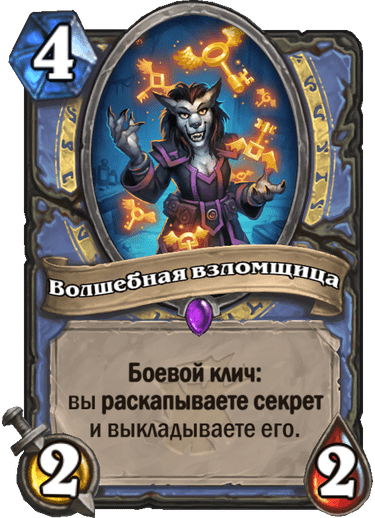 4
Волшебная взломщица
Боевой клич:
вы раскапываете секрет
и выкладываете его.
2
2